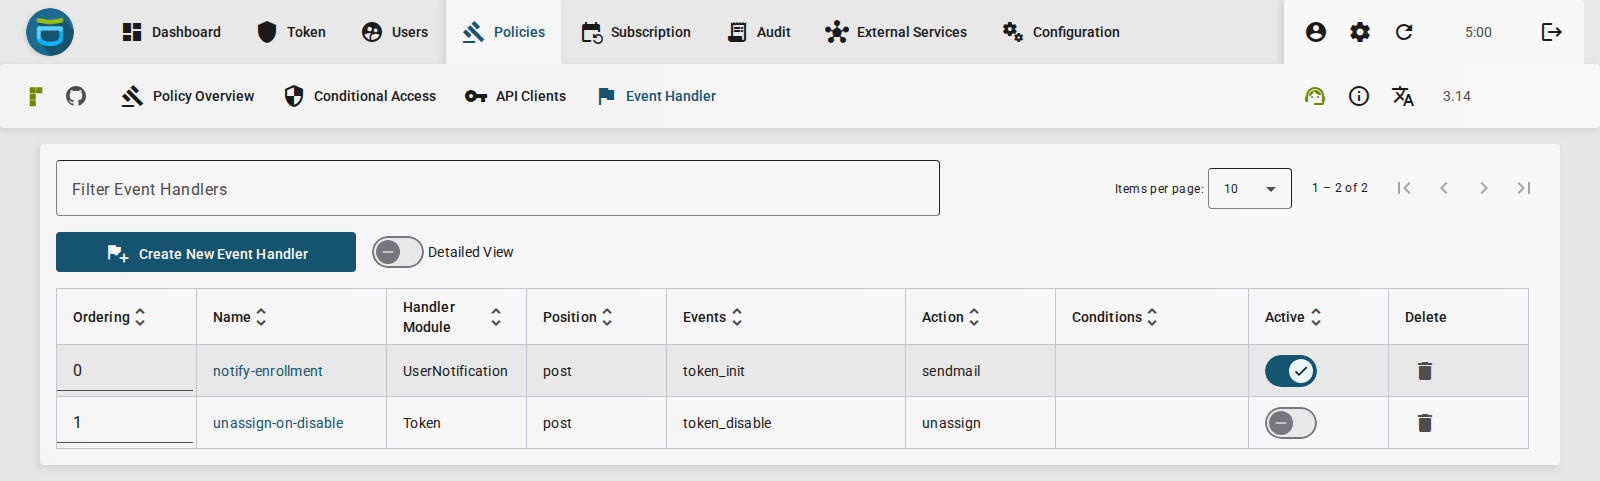 Dashboard Token Users Policies Subscription Audit External Services Configuration 5:00
Policy Overview Conditional Access API Clients Event Handler 3.14
Filter Event Handlers Items per page: 10 1 – 2 of 2
Create New Event Handler Detailed View
Ordering Name Handler Module Position Events Action Conditions Active Delete
0 notify-enrollment UserNotification post token_init sendmail
1 unassign-on-disable Token post token_disable unassign